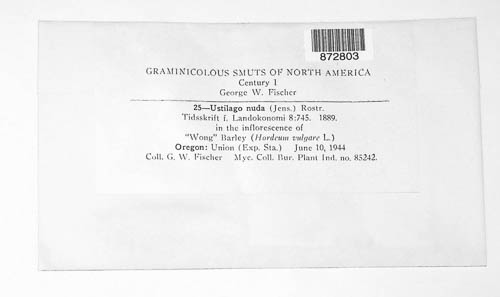 872803
GRAMINICOLOUS SMUTS OF NORTH AMERICA
Century I
George W. Fischer
25—Ustilago nuda (Jens.) Rostr.
Tidsskrift f. Landokonomi 8:745. 1889.
in the inflorescence of
"Wong" Barley (Hordeum vulgare L.)
Oregon: Union (Exp. Sta.) June 10, 1944
Coll. G. W. Fischer Myc. Coll. Bur. Plant Ind. no. 85242.